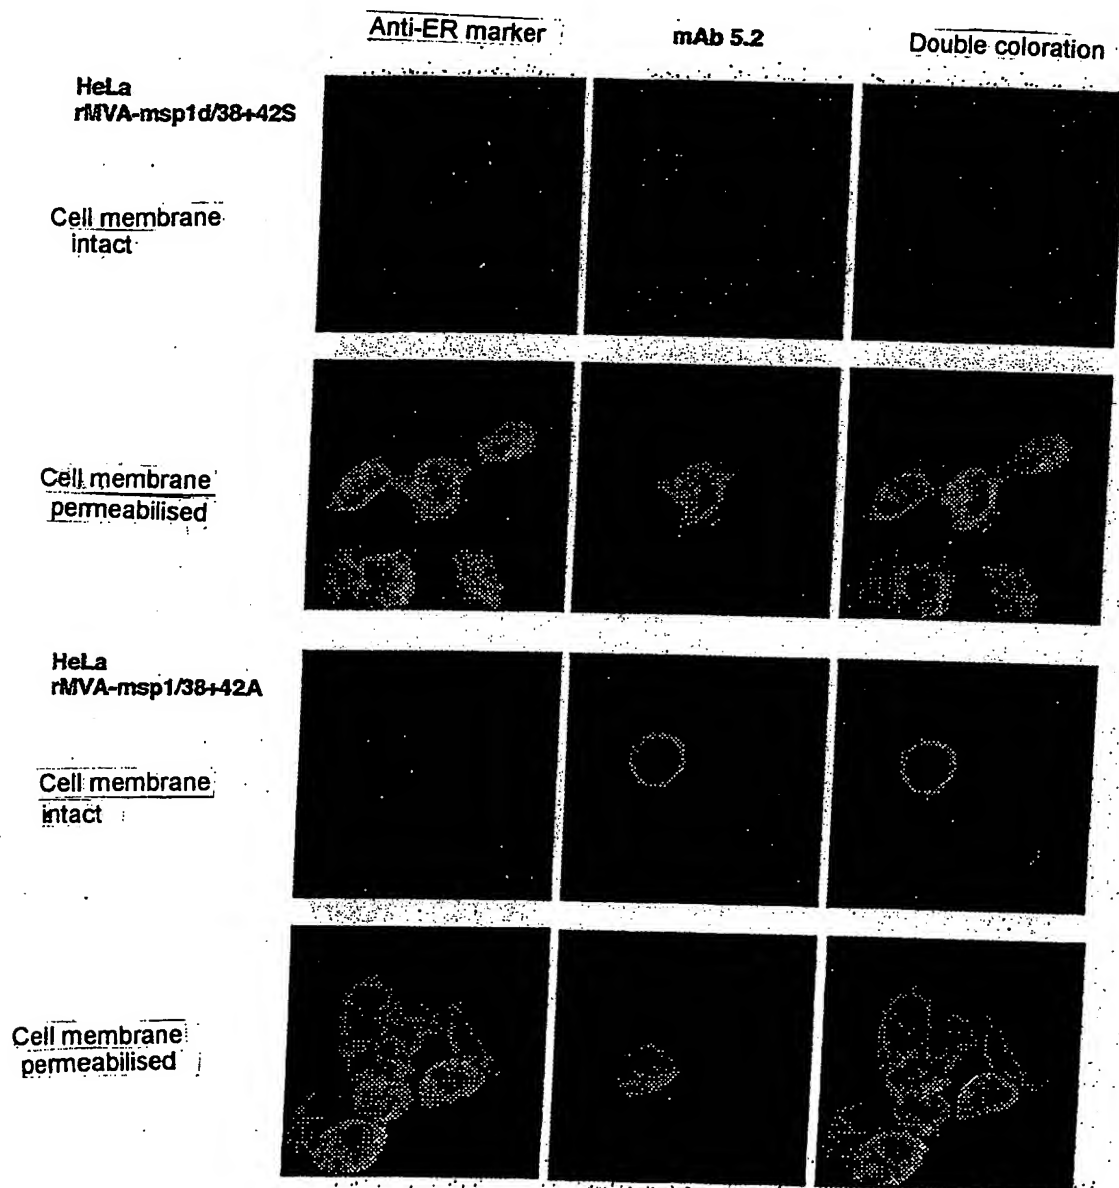 Anti-ER marker
mAb 5.2
Double coloration
HeLa
rMVA-msp1d/38+42S
Cell membrane
intact
Cell membrane
permeabilised
HeLa
rMVA-msp1/38+42A
Cell membrane
intact
Cell membrane
permeabilised